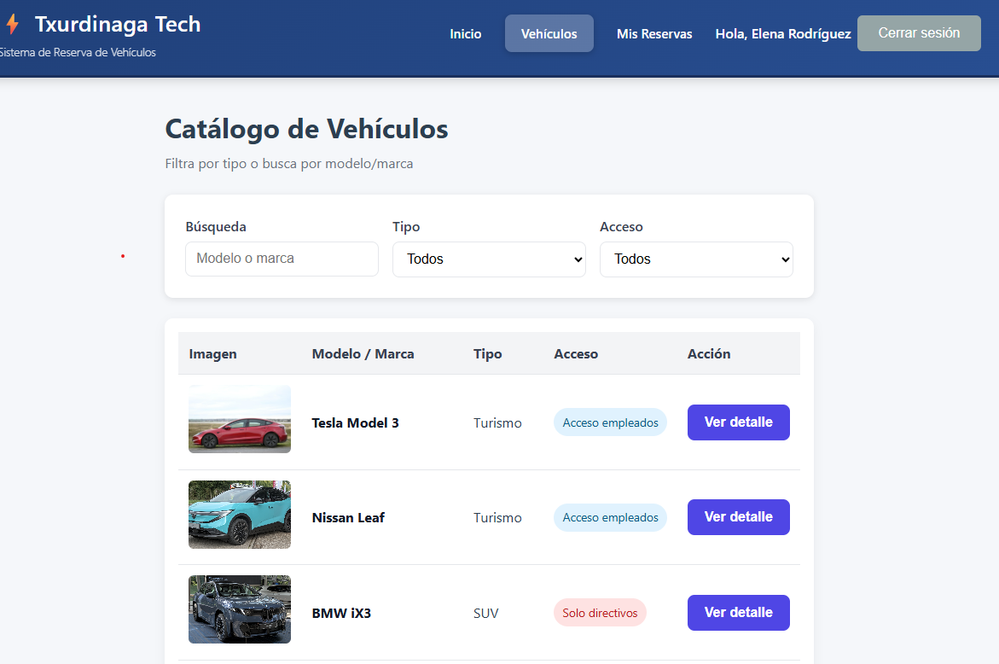 Txurdinaga Tech
Sistema de Reserva de Vehículos
Inicio
Vehículos
Mis Reservas
Hola, Elena Rodríguez
Cerrar sesión
Catálogo de Vehículos
Filtra por tipo o busca por modelo/marca
Búsqueda
Tipo
Acceso
Modelo o marca
Todos
Todos
Imagen
Modelo / Marca
Tipo
Acceso
Acción
Tesla Model 3
Turismo
Acceso empleados
Ver detalle
Nissan Leaf
Turismo
Acceso empleados
Ver detalle
BMW iX3
SUV
Solo directivos
Ver detalle